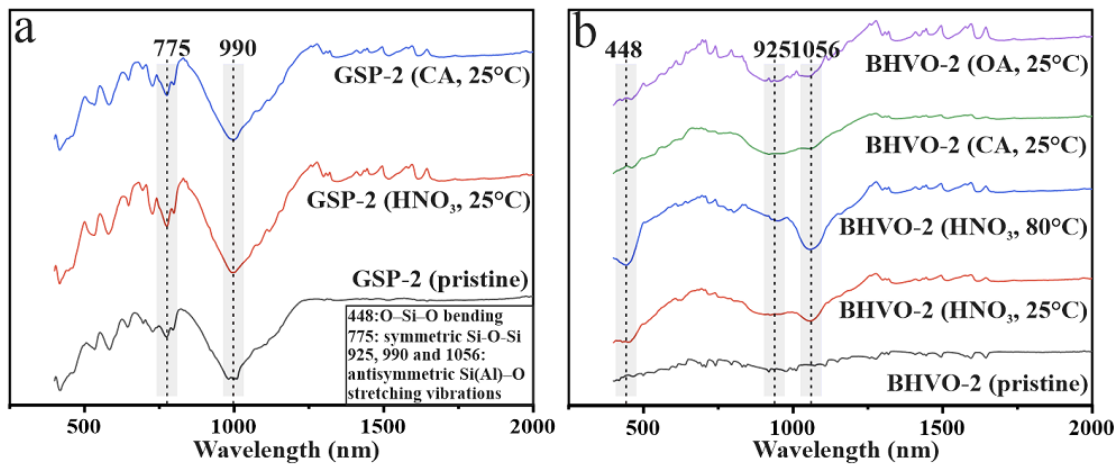 a
775
990
GSP-2 (CA, 25°C)
GSP-2 (HNO3, 25°C)
GSP-2 (pristine)
448:O–Si–O bending
775: symmetric Si-O-Si
925, 990 and 1056:
antisymmetric Si(Al)–O
stretching vibrations
500
1000
1500
2000
Wavelength (nm)
b
448
925
1056
BHVO-2 (OA, 25°C)
BHVO-2 (CA, 25°C)
BHVO-2 (HNO3, 80°C)
BHVO-2 (HNO3, 25°C)
BHVO-2 (pristine)
500
1000
1500
2000
Wavelength (nm)